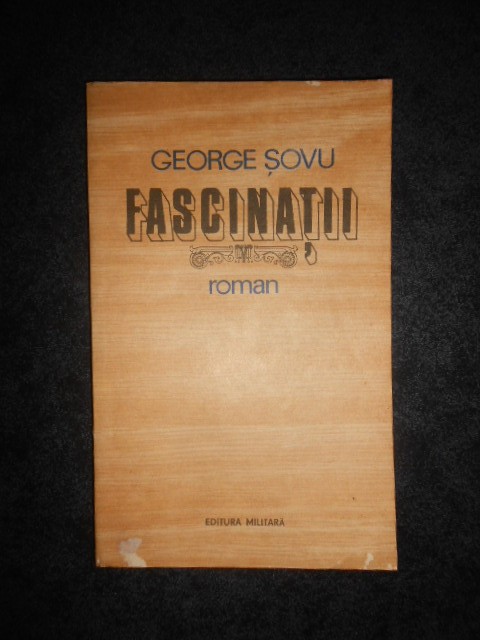 GEORGE ȘOVU
FASCINAȚII
roman
EDITURA MILITARĂ